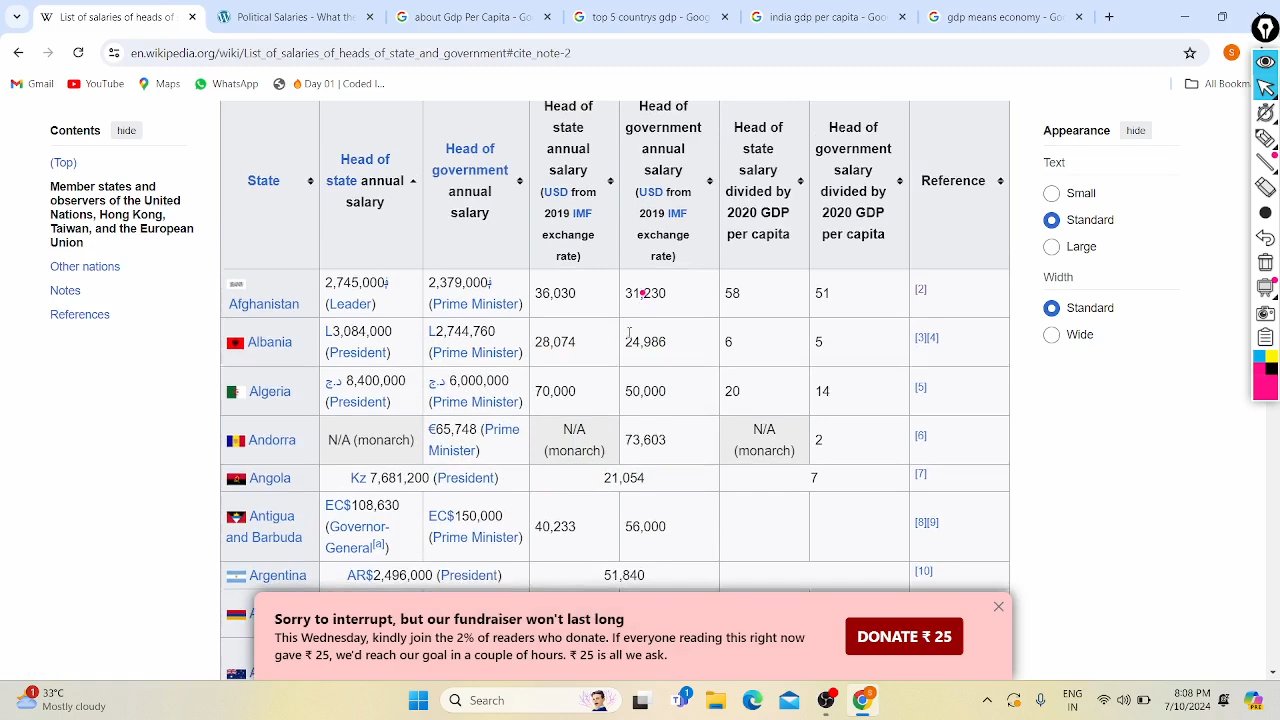 Political Salary - What the
about GDP Per Capita - Go
top 5 countrys gdp - Goog
india gdp per capita - Goo
gdp means economy - Goo
en.wikipedia.org/wiki/List_of_salaries_of_heads_of_state_and_government#cite_note
S
Gmail
YouTube
Maps
WhatsApp
Day 01 | Coded I...
All Bookm
Contents
hide
(Top)
Member states and
observers of the United
Nations, Hong Kong,
Taiwan, and the European
Union
Other nations
Notes
References
State
Head of
state annual
salary
Head of
government
annual
salary
Head of
state
annual
salary
(USD from
2019 IMF
exchange
rate)
Head of
government
annual
salary
(USD from
2019 IMF
exchange
rate)
Head of
state
salary
divided by
2020 GDP
per capita
Head of
government
salary
divided by
2020 GDP
per capita
Reference
Afghanistan
2,745,000؋
(Leader)
2,379,000؋
(Prime Minister)
36,030
31,230
58
51
[2]
Albania
L3,084,000
(President)
L2,744,760
(Prime Minister)
28,074
24,986
6
5
[3][4]
Algeria
د.ج 8,400,000
(President)
د.ج 6,000,000
(Prime Minister)
70,000
50,000
20
14
[5]
Andorra
N/A (monarch)
€65,748 (Prime
Minister)
N/A
(monarch)
73,603
N/A
(monarch)
2
[6]
Angola
Kz 7,681,200 (President)
21,054
7
[7]
Antigua
and Barbuda
EC$108,630
(Governor-
General[a])
EC$150,000
(Prime Minister)
40,233
56,000
[8][9]
Argentina
AR$2,496,000 (President)
51,840
[10]
Sorry to interrupt, but our fundraiser won't last long
This Wednesday, kindly join the 2% of readers who donate. If everyone reading this right now
gave ₹ 25, we'd reach our goal in a couple of hours. ₹ 25 is all we ask.
DONATE ₹ 25
Appearance
hide
Text
Small
Standard
Large
Width
Standard
Wide
33°C
Mostly cloudy
Search
ENG
IN
8:08 PM
7/10/2024